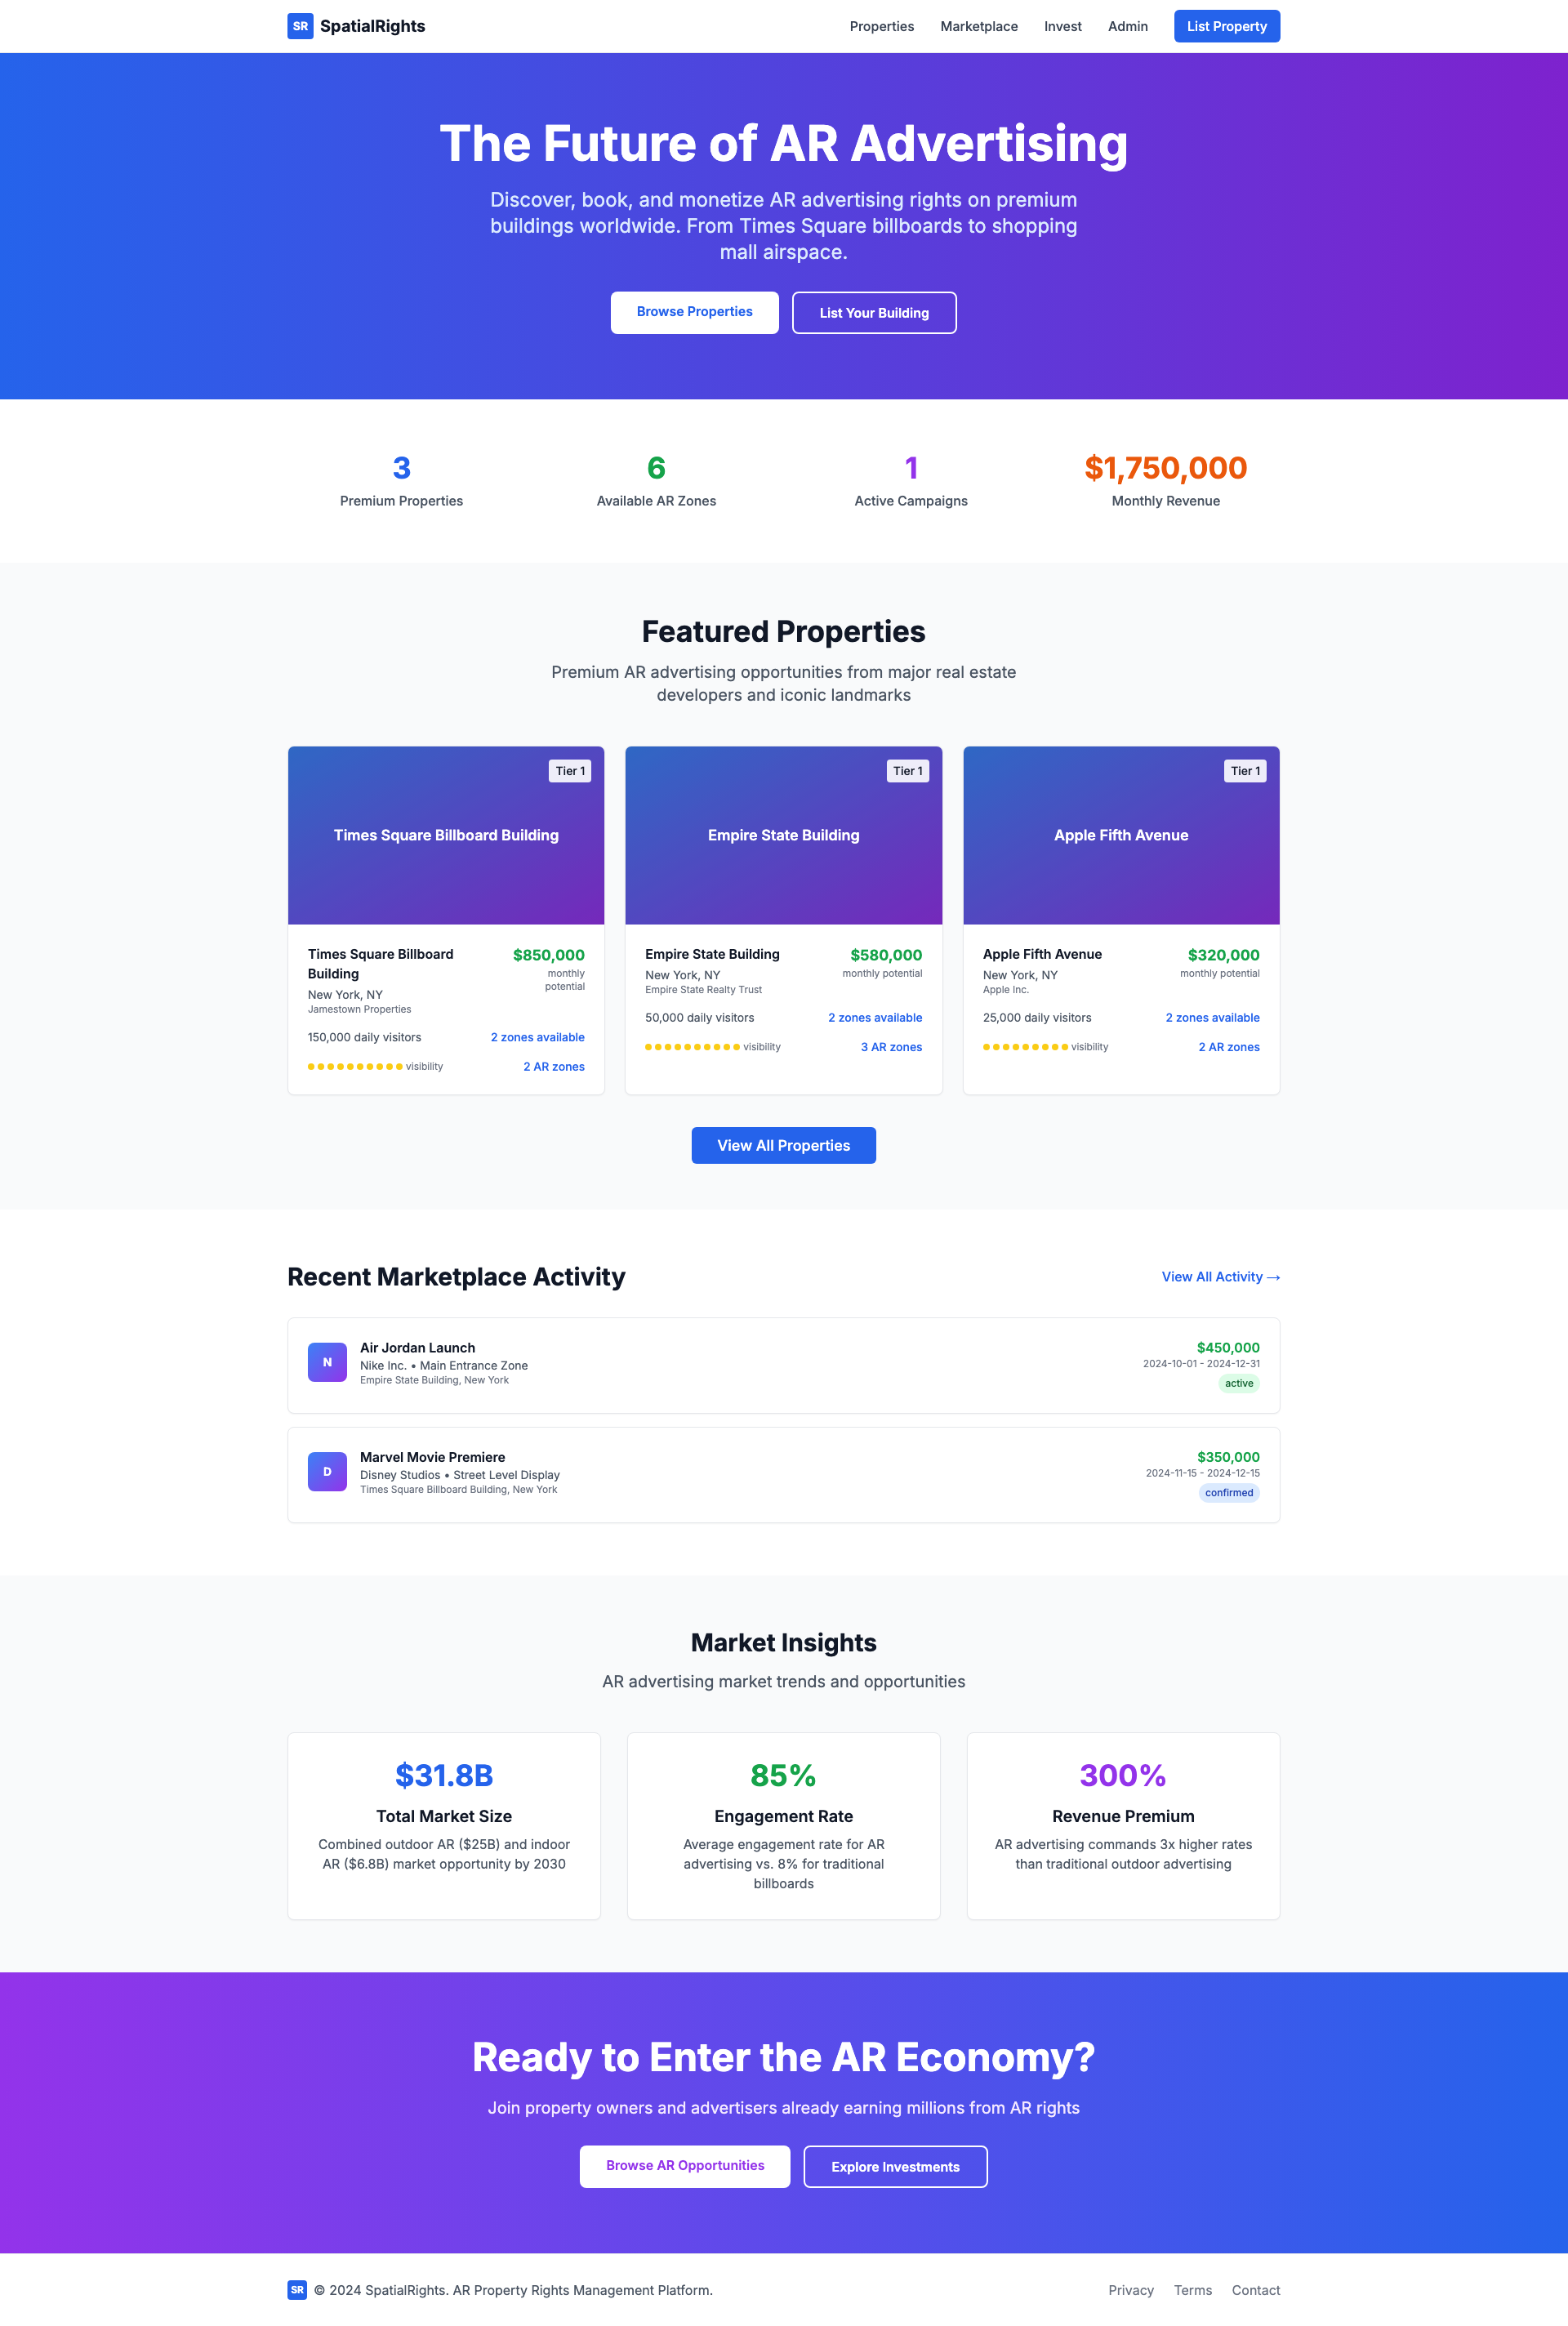 SR SpatialRights
Properties Marketplace Invest Admin List Property
The Future of AR Advertising
Discover, book, and monetize AR advertising rights on premium
buildings worldwide. From Times Square billboards to shopping
mall airspace.
Browse Properties List Your Building
3 6 1 $1,750,000
Premium Properties Available AR Zones Active Campaigns Monthly Revenue
Featured Properties
Premium AR advertising opportunities from major real estate
developers and iconic landmarks
Tier 1
Times Square Billboard Building
Times Square Billboard
Building
$850,000
monthly
potential
New York, NY
Jamestown Properties
150,000 daily visitors 2 zones available
visibility 2 AR zones
Tier 1
Empire State Building
Empire State Building $580,000
New York, NY monthly potential
Empire State Realty Trust
50,000 daily visitors 2 zones available
visibility 3 AR zones
Tier 1
Apple Fifth Avenue
Apple Fifth Avenue $320,000
New York, NY monthly potential
Apple Inc.
25,000 daily visitors 2 zones available
visibility 2 AR zones
View All Properties
Recent Marketplace Activity View All Activity →
N
Air Jordan Launch $450,000
Nike Inc. • Main Entrance Zone 2024-10-01 - 2024-12-31
Empire State Building, New York active
D
Marvel Movie Premiere $350,000
Disney Studios • Street Level Display 2024-11-15 - 2024-12-15
Times Square Billboard Building, New York confirmed
Market Insights
AR advertising market trends and opportunities
$31.8B
Total Market Size
Combined outdoor AR ($25B) and indoor
AR ($6.8B) market opportunity by 2030
85%
Engagement Rate
Average engagement rate for AR
advertising vs. 8% for traditional
billboards
300%
Revenue Premium
AR advertising commands 3x higher rates
than traditional outdoor advertising
Ready to Enter the AR Economy?
Join property owners and advertisers already earning millions from AR rights
Browse AR Opportunities Explore Investments
SR © 2024 SpatialRights. AR Property Rights Management Platform.
Privacy Terms Contact